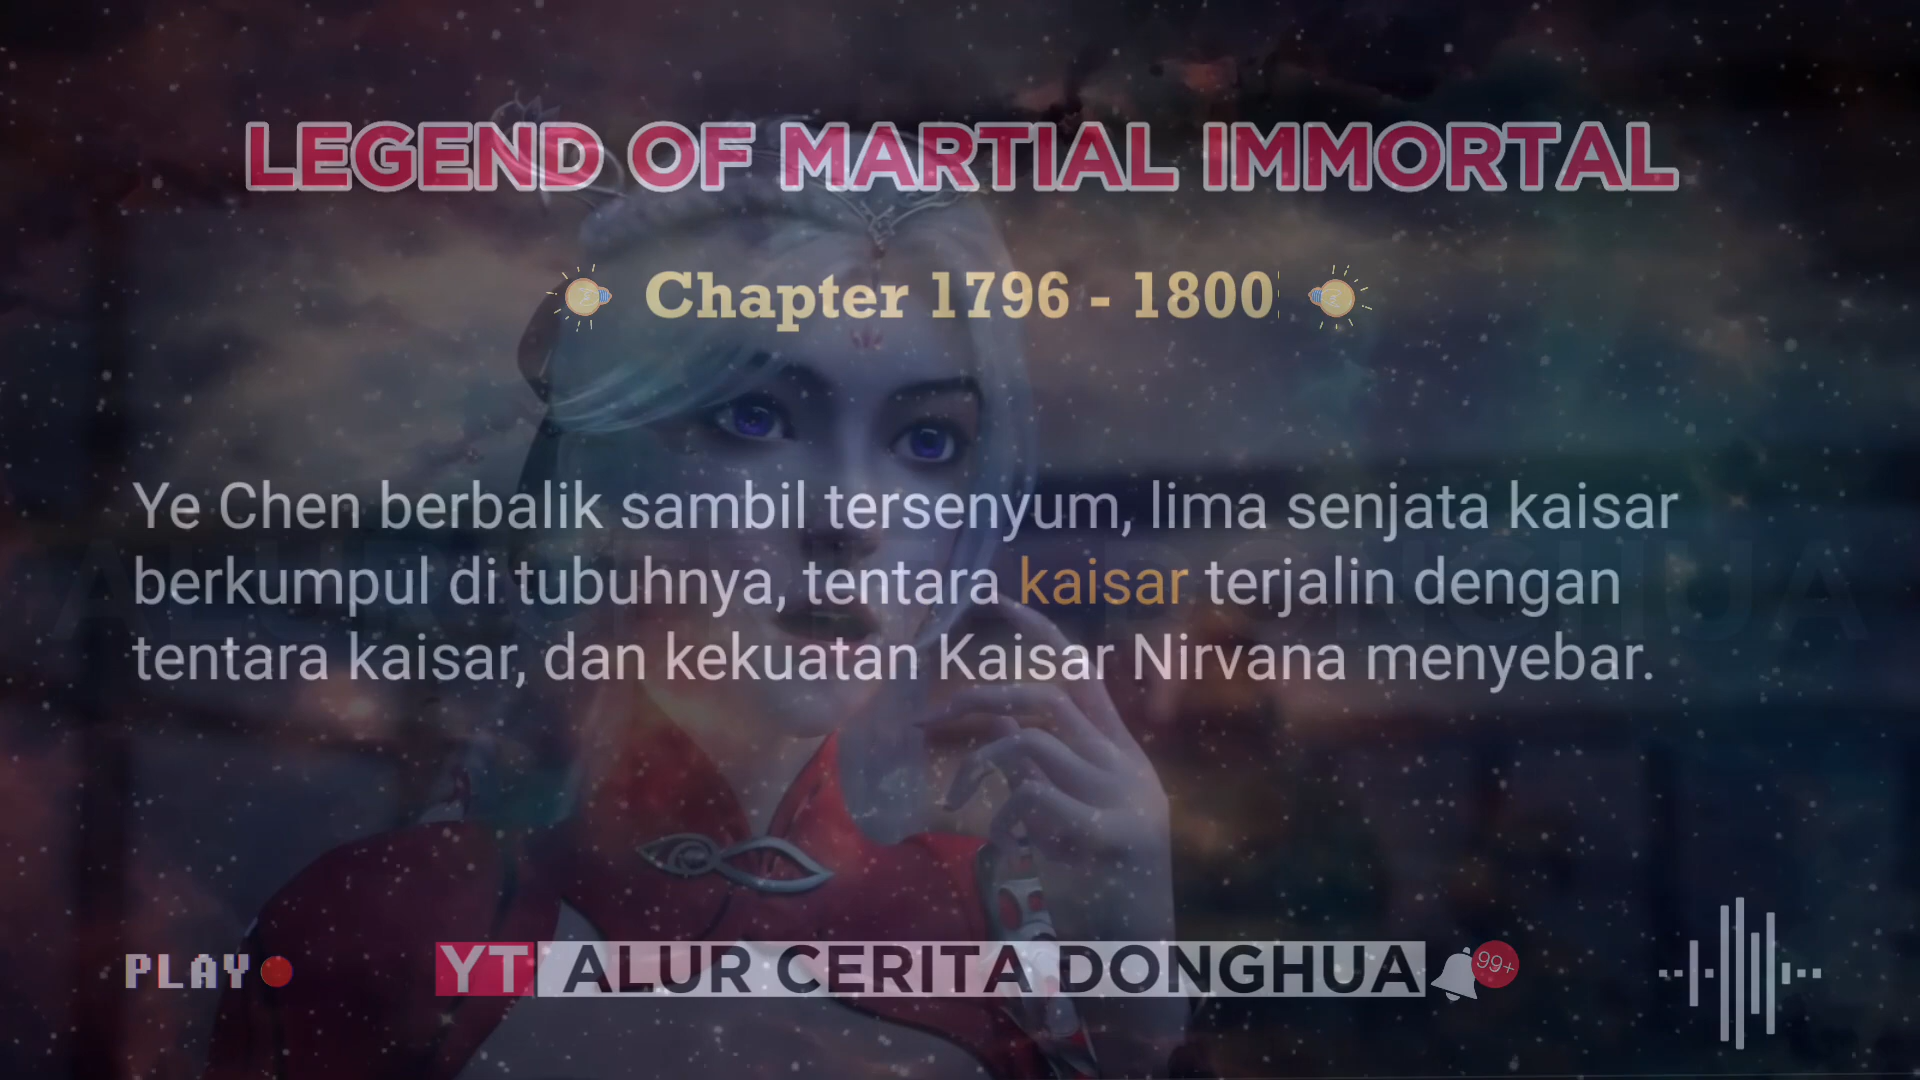 LEGEND OF MARTIAL IMMORTAL
Chapter 1796 - 1800
Ye Chen berbalik sambil tersenyum, lima senjata kaisar
berkumpul di tubuhnya, tentara kaisar terjalin dengan
tentara kaisar, dan kekuatan Kaisar Nirvana menyebar.
PLAY
YT ALUR CERITA DONGHUA
99+